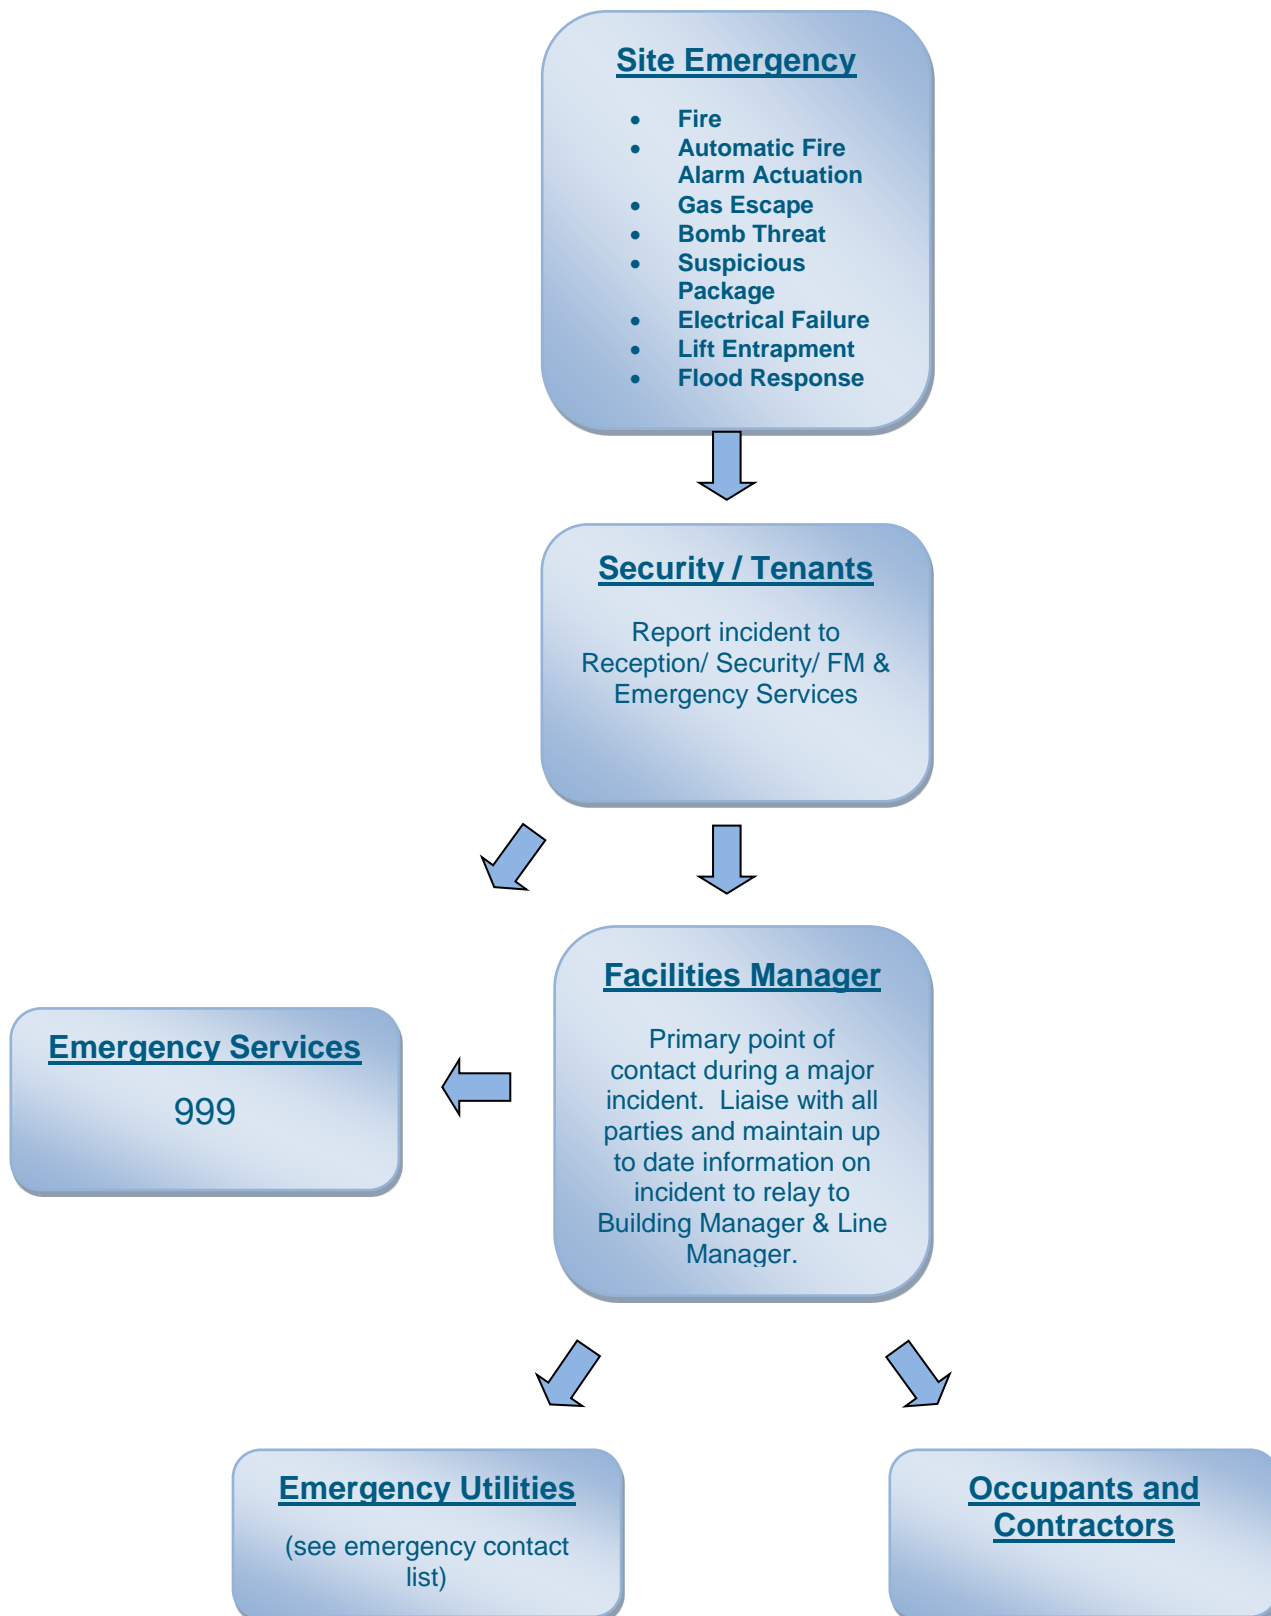 Site Emergency
• Fire
• Automatic Fire
Alarm Actuation
• Gas Escape
• Bomb Threat
• Suspicious
Package
• Electrical Failure
• Lift Entrapment
• Flood Response
Security / Tenants
Report incident to
Reception/ Security/ FM &
Emergency Services
Facilities Manager
Primary point of
contact during a major
incident.  Liaise with all
parties and maintain up
to date information on
incident to relay to
Building Manager & Line
Manager.
Emergency Services
999
Emergency Utilities
(see emergency contact
list)
Occupants and
Contractors